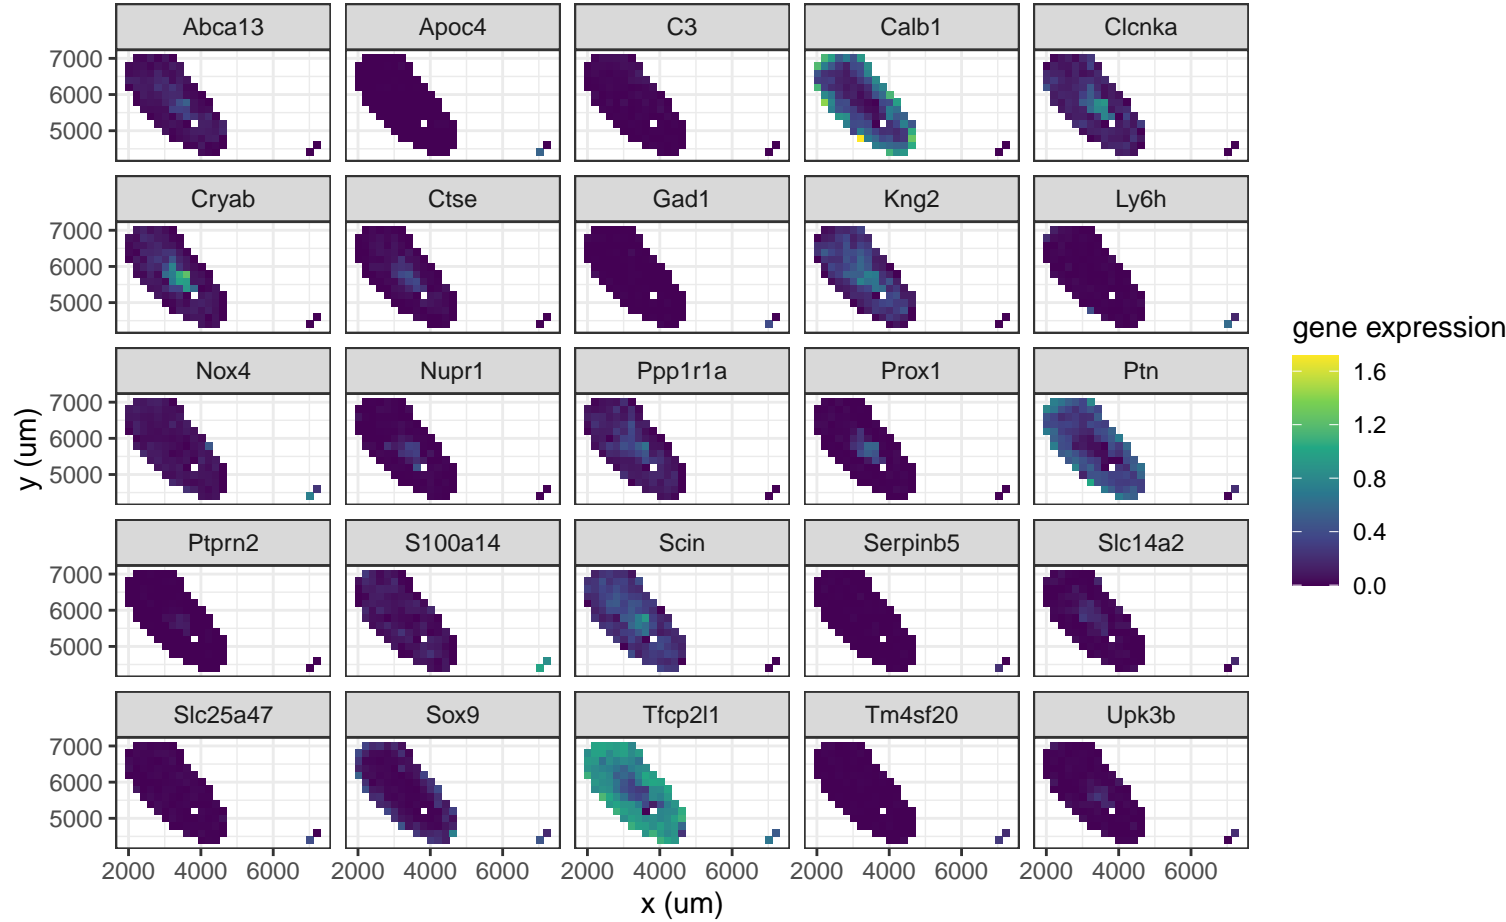 Abca13 Apoc4 C3 Calb1 Clcnka
7000
6000
5000
Cryab Ctse Gad1 Kng2 Ly6h
7000
6000
5000
Nox4 Nupr1 Ppp1r1a Prox1 Ptn
7000
6000
5000
Ptprn2 S100a14 Scin Serpinb5 Slc14a2
7000
6000
5000
Slc25a47 Sox9 Tfcp2l1 Tm4sf20 Upk3b
7000
6000
5000
2000 4000 6000 2000 4000 6000 2000 4000 6000 2000 4000 6000 2000 4000 6000
x (um)
y (um)
gene expression
1.6
1.2
0.8
0.4
0.0